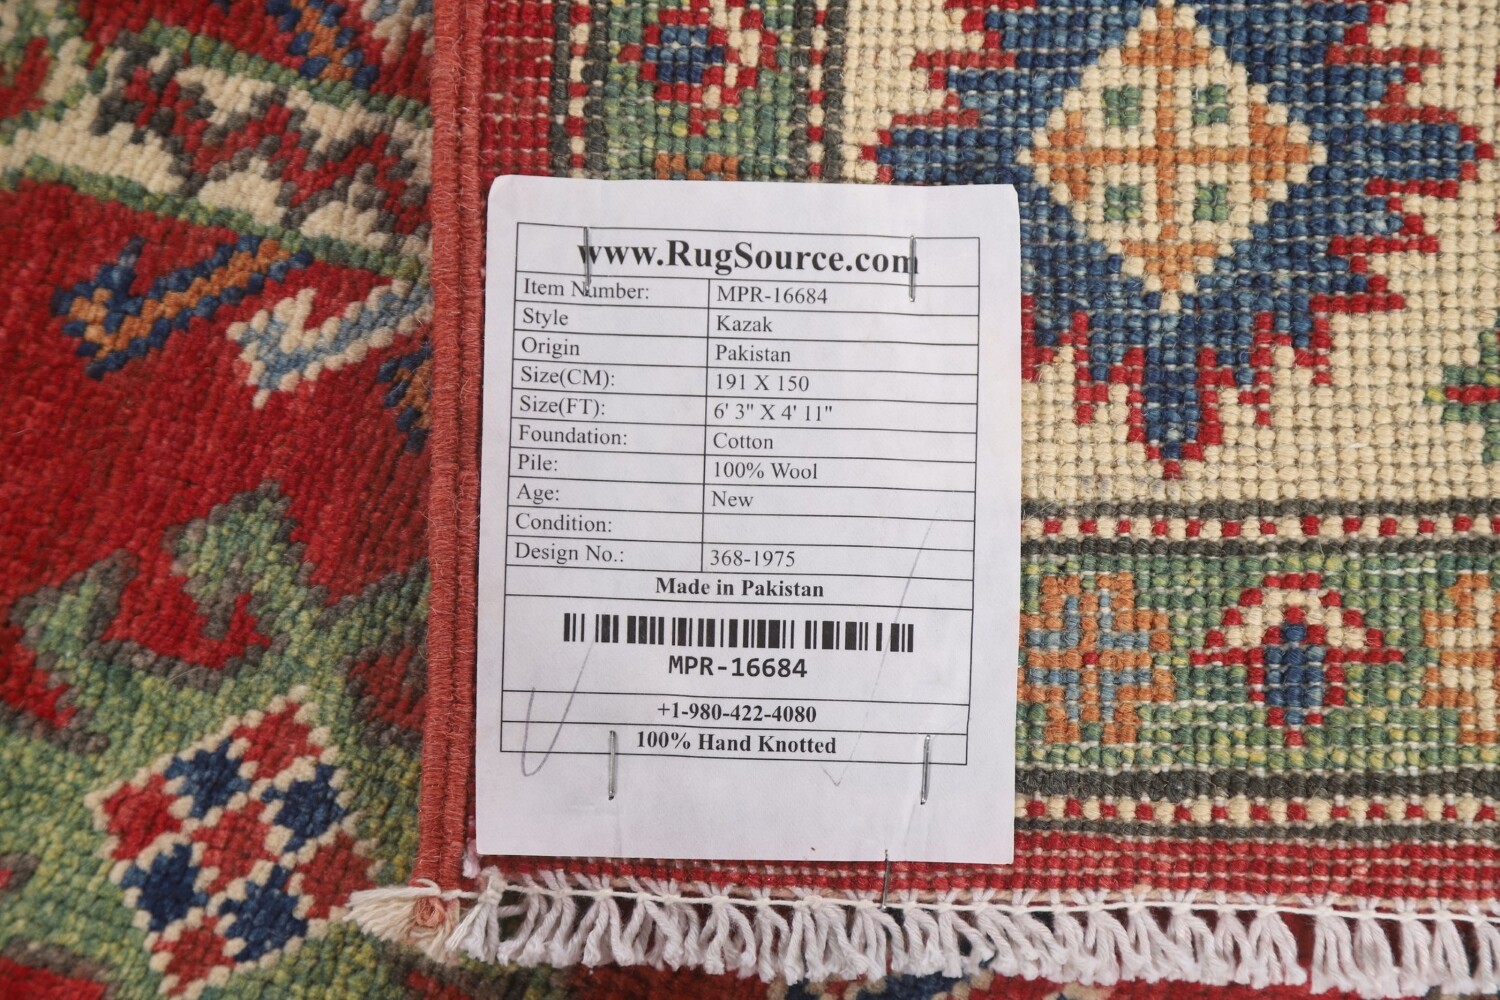 www.RugSource.com
Item Number: MPR-16684
Style Kazak
Origin Pakistan
Size(CM): 191 X 150
Size(FT): 6' 3" X 4' 11"
Foundation: Cotton
Pile: 100% Wool
Age: New
Condition:
Design No.: 368-1975
Made in Pakistan
MPR-16684
+1-980-422-4080
100% Hand Knotted